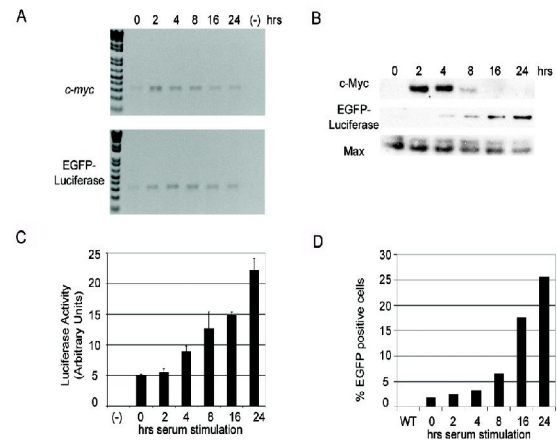 A
0 2 4 8 16 24 (-) hrs
c-myc
EGFP-
Luciferase
B
0 2 4 8 16 24 hrs
c-Myc
EGFP-
Luciferase
Max
C
Luciferase Activity
(Arbitrary Units)
25
20
15
10
5
0
(-) 0 2 4 8 16 24
hrs serum stimulation
D
% EGFP positive cells
30
25
20
15
10
5
0
WT 0 2 4 8 16 24
hrs serum stimulation